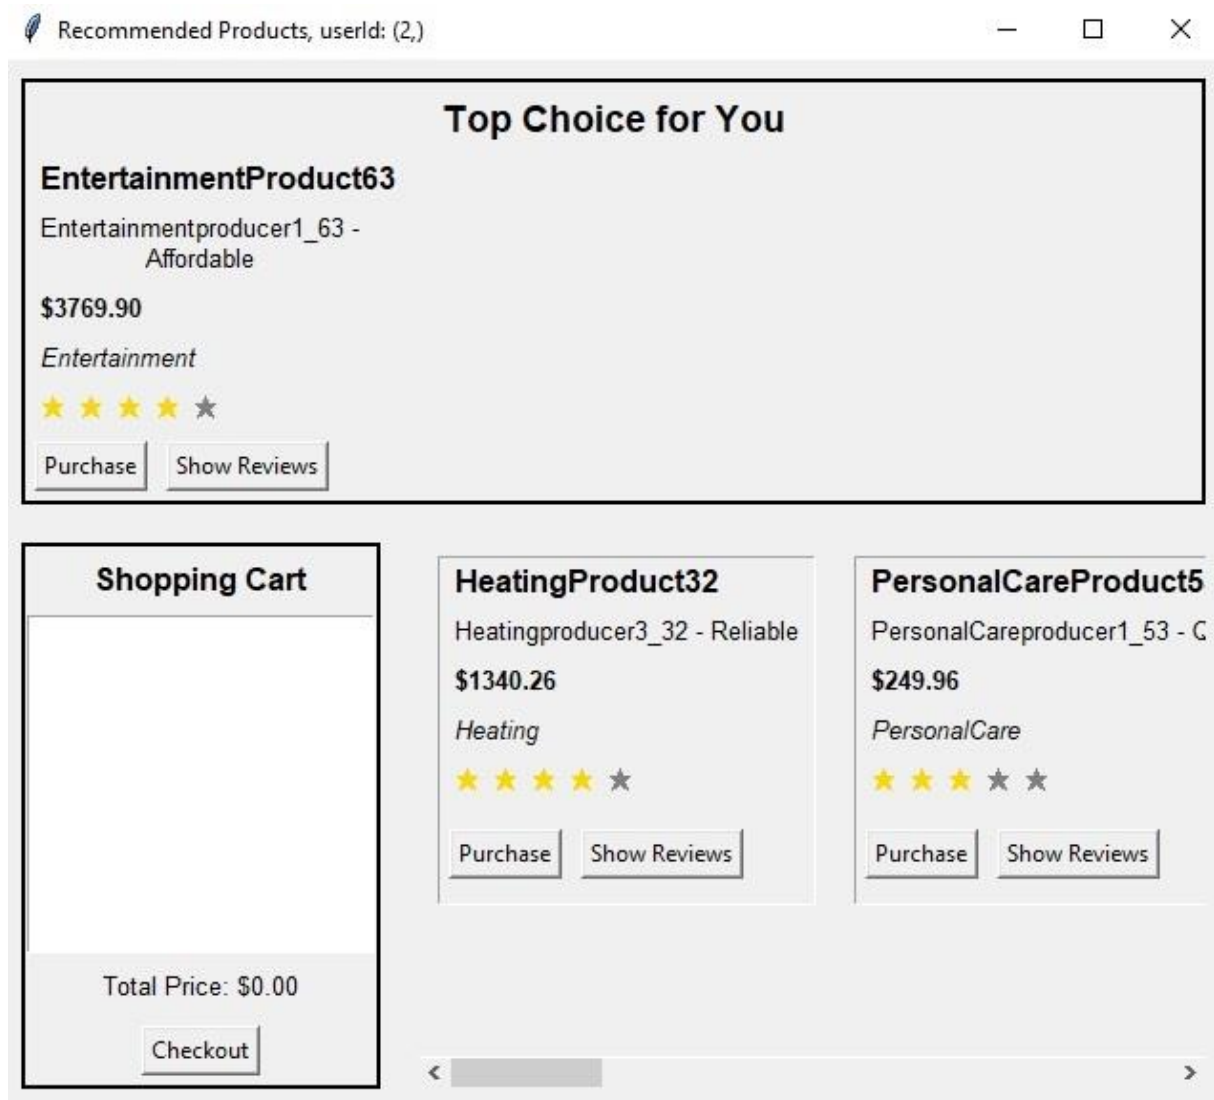 Recommended Products, userId: (2,)
Top Choice for You
EntertainmentProduct63
Entertainmentproducer1_63 -
Affordable
$3769.90
Entertainment
Purchase
Show Reviews
Shopping Cart
Total Price: $0.00
Checkout
HeatingProduct32
Heatingproducer3_32 - Reliable
$1340.26
Heating
Purchase
Show Reviews
PersonalCareProduct5
PersonalCareproducer1_53 -
$249.96
PersonalCare
Purchase
Show Reviews